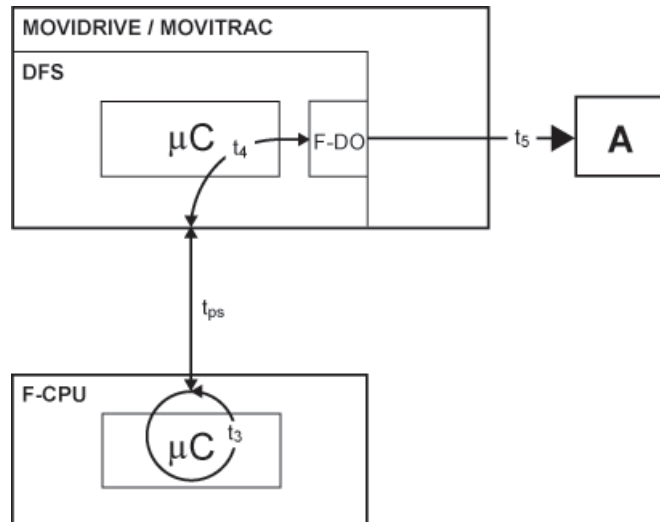 MOVIDRIVE / MOVITRAC
DFS
μC
t4
F-DO
t5
A
tps
F-CPU
μC
t3